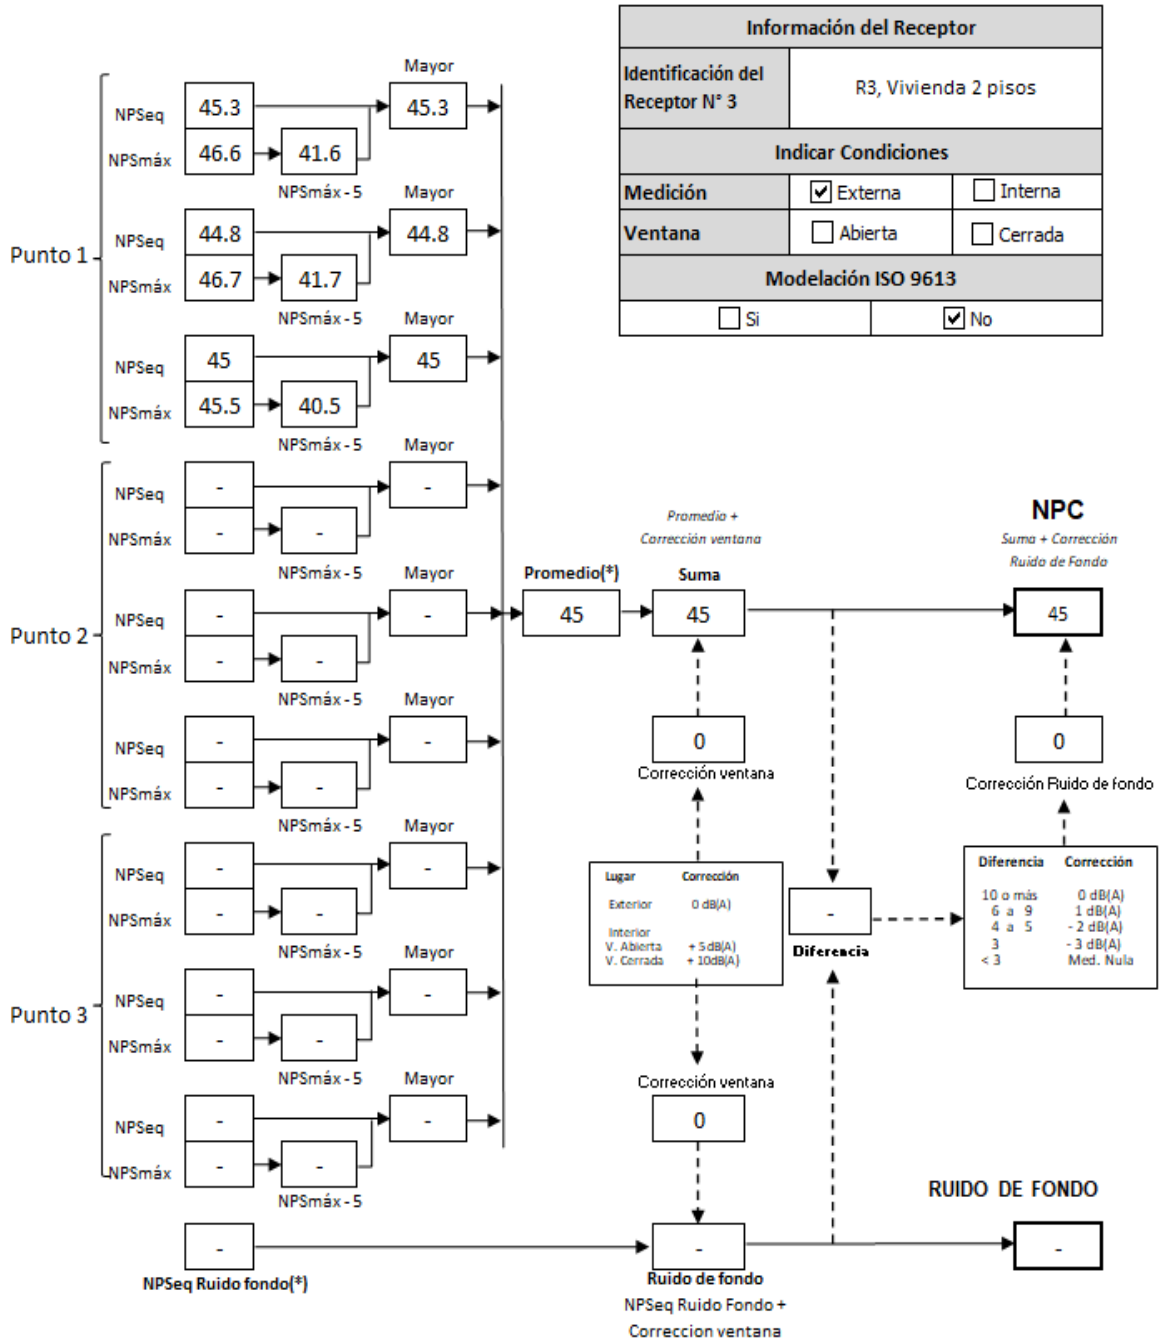 Información del Receptor
Identificación del Receptor N° 3
R3, Vivienda 2 pisos
Indicar Condiciones
Medición
Externa
Interna
Ventana
Abierta
Cerrada
Modelación ISO 9613
Si
No
Punto 1
Mayor
NPSeq
45.3
45.3
NPSmáx
46.6
41.6
NPSmáx - 5
Mayor
NPSeq
44.8
44.8
NPSmáx
46.7
41.7
NPSmáx - 5
Mayor
NPSeq
45
45
NPSmáx
45.5
40.5
NPSmáx - 5
Punto 2
Mayor
NPSeq
-
-
NPSmáx
-
-
NPSmáx - 5
Mayor
NPSeq
-
-
NPSmáx
-
-
NPSmáx - 5
Mayor
NPSeq
-
-
NPSmáx
-
-
NPSmáx - 5
Punto 3
Mayor
NPSeq
-
-
NPSmáx
-
-
NPSmáx - 5
Mayor
NPSeq
-
-
NPSmáx
-
-
NPSmáx - 5
Mayor
NPSeq
-
-
NPSmáx
-
-
NPSmáx - 5
Promedio(*)
45
Promedio +
Corrección ventana
Suma
45
NPC
Suma + Corrección
Ruido de Fondo
45
0
Corrección ventana
0
Corrección Ruido de fondo
Lugar Corrección
Exterior 0 dB(A)
Interior
V. Abierta + 5 dB(A)
V. Cerrada + 10dB(A)
-
Diferencia
Diferencia Corrección
10 o más 0 dB(A)
6 a 9 1 dB(A)
4 a 5 - 2 dB(A)
3 - 3 dB(A)
< 3 Med. Nula
Corrección ventana
0
RUIDO DE FONDO
-
-
-
NPSeq Ruido fondo(*)
Ruido de fondo
NPSeq Ruido Fondo +
Correccion ventana